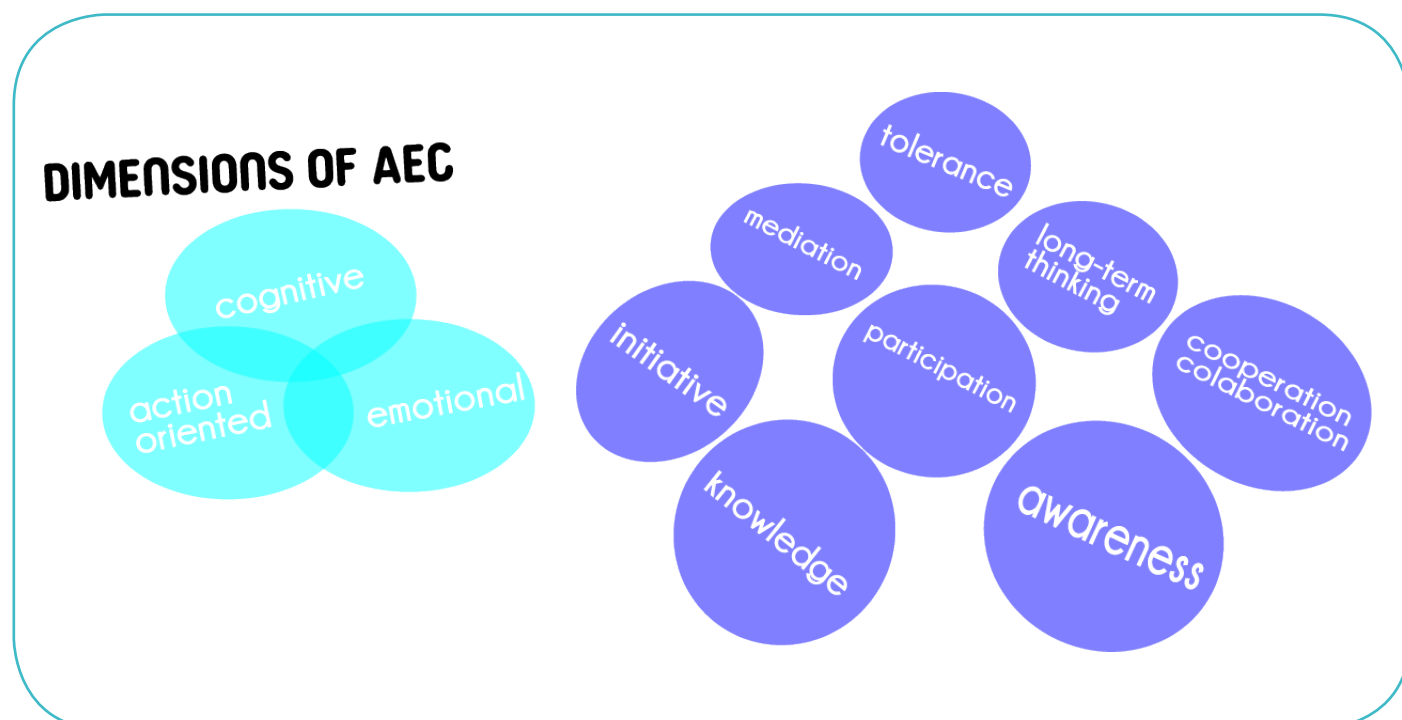 DIMENSIONS OF AEC
cognitive
action
oriented
emotional
tolerance
mediation
long-term
thinking
initiative
participation
cooperation
colaboration
knowledge
awareness